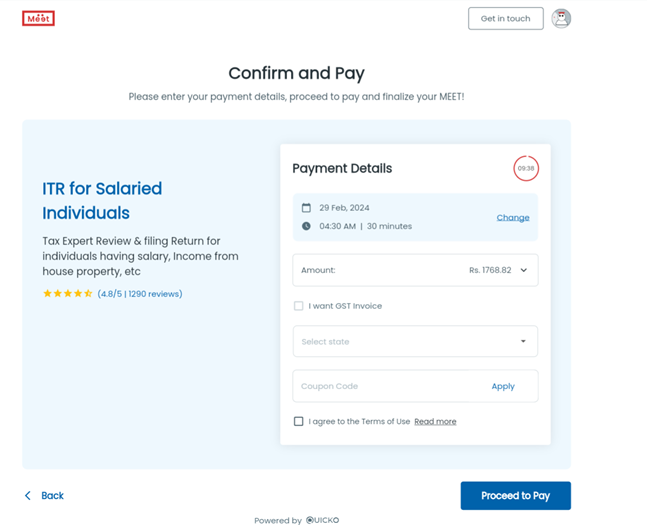 Meet
Get in touch
Confirm and Pay
Please enter your payment details, proceed to pay and finalize your MEET!
ITR for Salaried
Individuals
Tax Expert Review & filing Return for
individuals having salary, Income from
house property, etc
(4.8/5 | 1290 reviews)
Payment Details
09:38
29 Feb, 2024
04:30 AM | 30 minutes
Change
Amount:
Rs. 1768.82
I want GST Invoice
Select state
Coupon Code
Apply
I agree to the Terms of Use Read more
Back
Proceed to Pay
Powered by QUICKO